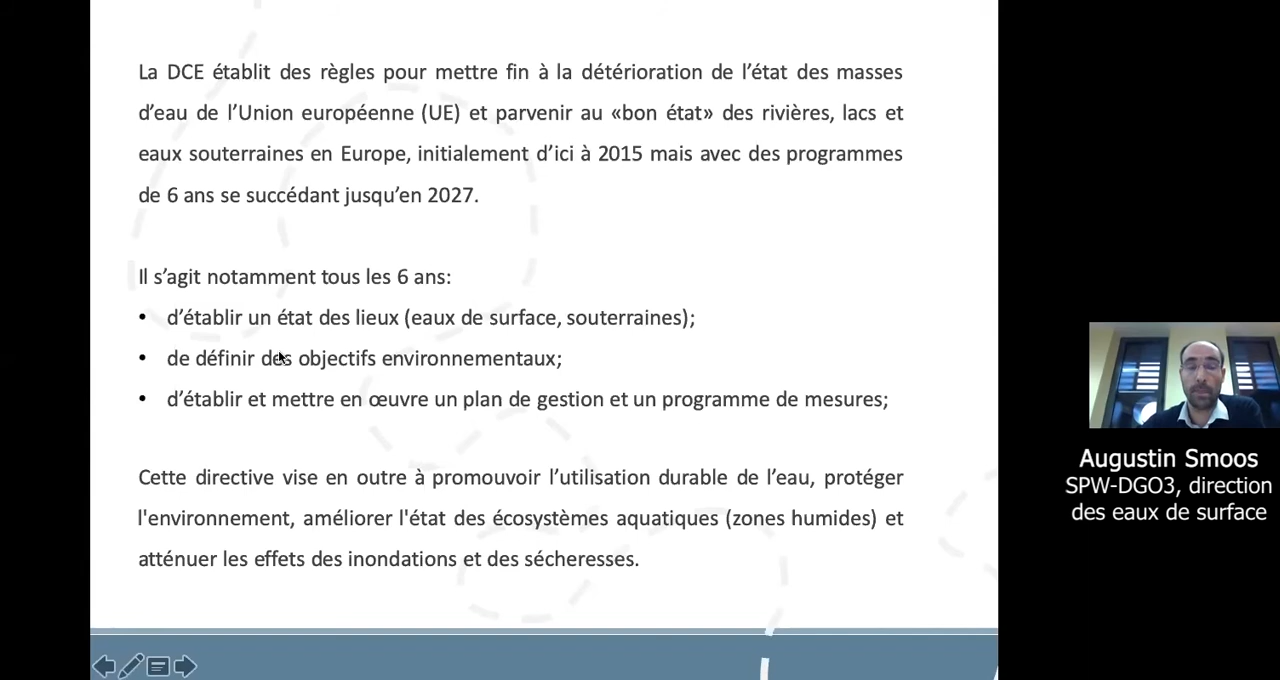 La DCE établit des règles pour mettre fin à la détérioration de l’état des masses
d’eau de l’Union européenne (UE) et parvenir au «bon état» des rivières, lacs et
eaux souterraines en Europe, initialement d’ici à 2015 mais avec des programmes
de 6 ans se succédant jusqu’en 2027.
Il s’agit notamment tous les 6 ans:
• d’établir un état des lieux (eaux de surface, souterraines);
• de définir des objectifs environnementaux;
• d’établir et mettre en œuvre un plan de gestion et un programme de mesures;
Cette directive vise en outre à promouvoir l’utilisation durable de l’eau, protéger
l'environnement, améliorer l'état des écosystèmes aquatiques (zones humides) et
atténuer les effets des inondations et des sécheresses.
Augustin Smoos
SPW-DGO3, direction
des eaux de surface